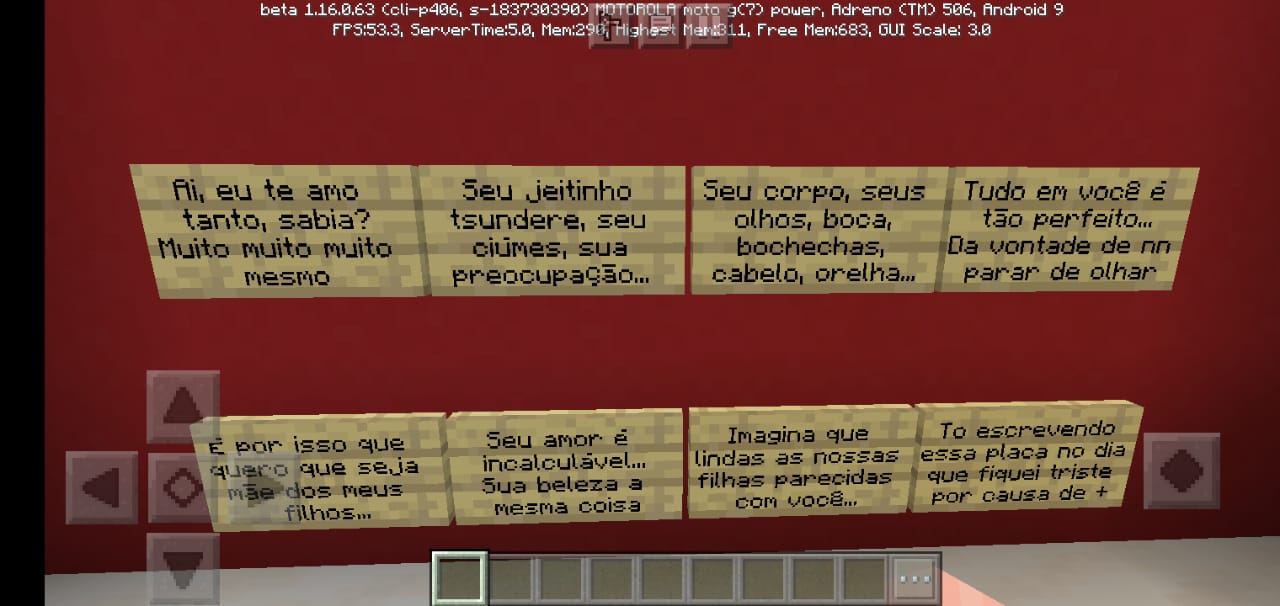 beta 1.16.0.63 (cli-p406, s-183730390) MOTOROLA moto g(7) power, Adreno (TM) 506, Android 9
FPS:53.3, ServerTime:5.0, Mem:290, Highest Mem:311, Free Mem:683, GUI Scale: 3.0
Ai, eu te amo
tanto, sabia?
Muito muito muito
mesmo
Seu jeitinho
tsundere, seu
ciúmes, sua
preocupação...
Seu corpo, seus
olhos, boca,
bochechas,
cabelo, orelha...
Tudo em você é
tão perfeito...
Da vontade de nn
parar de olhar
É por isso que
quero que seja
mãe dos meus
filhos...
Seu amor é
incalculável...
Sua beleza a
mesma coisa
Imagina que
lindas as nossas
filhas parecidas
com você...
To escrevendo
essa placa no dia
que fiquei triste
por causa de +